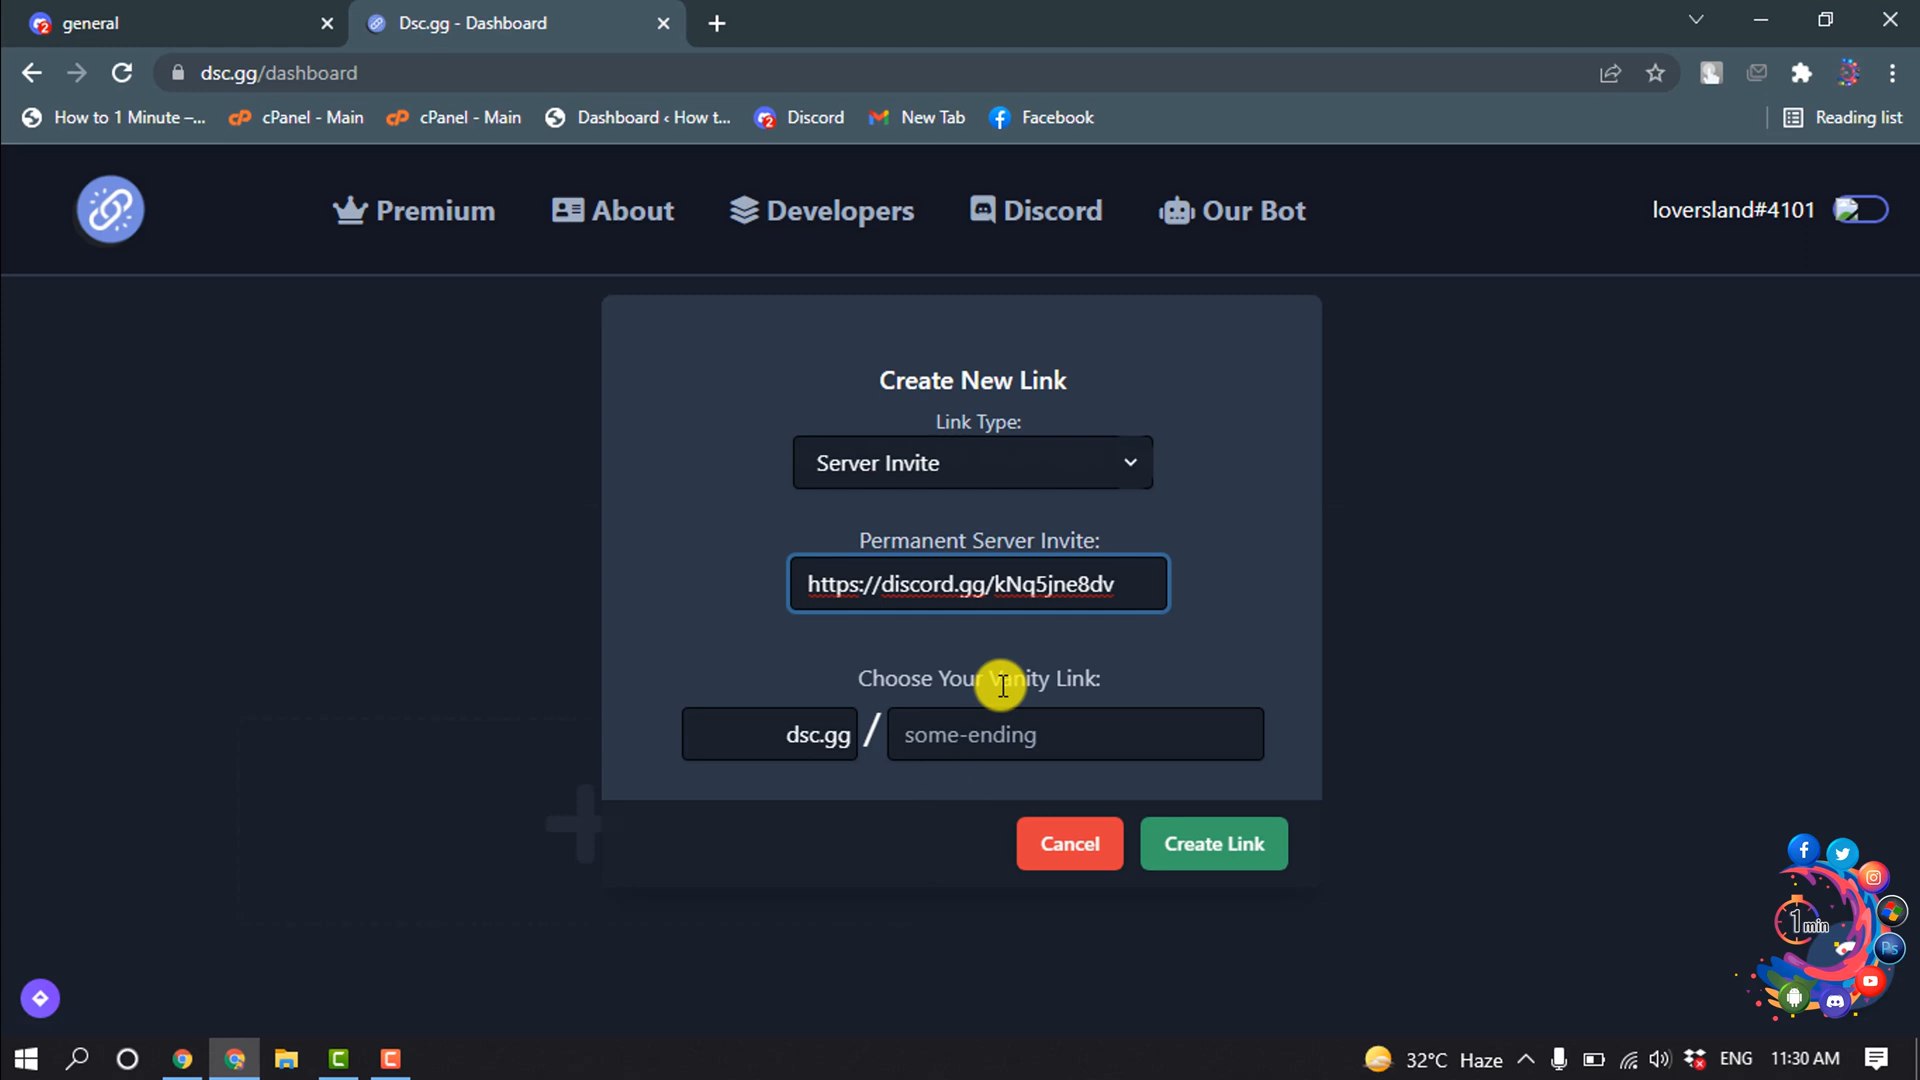 general
Dsc.gg - Dashboard
dsc.gg/dashboard
How to 1 Minute –...
cPanel - Main
cPanel - Main
Dashboard ‹ How t...
Discord
New Tab
Facebook
Reading list
Premium
About
Developers
Discord
Our Bot
loversland#4101
Create New Link
Link Type:
Server Invite
Permanent Server Invite:
https://discord.gg/kNq5jne8dv
Choose Your Vanity Link:
dsc.gg / some-ending
Cancel
Create Link
1 min
Ps
32°C Haze
ENG
11:30 AM